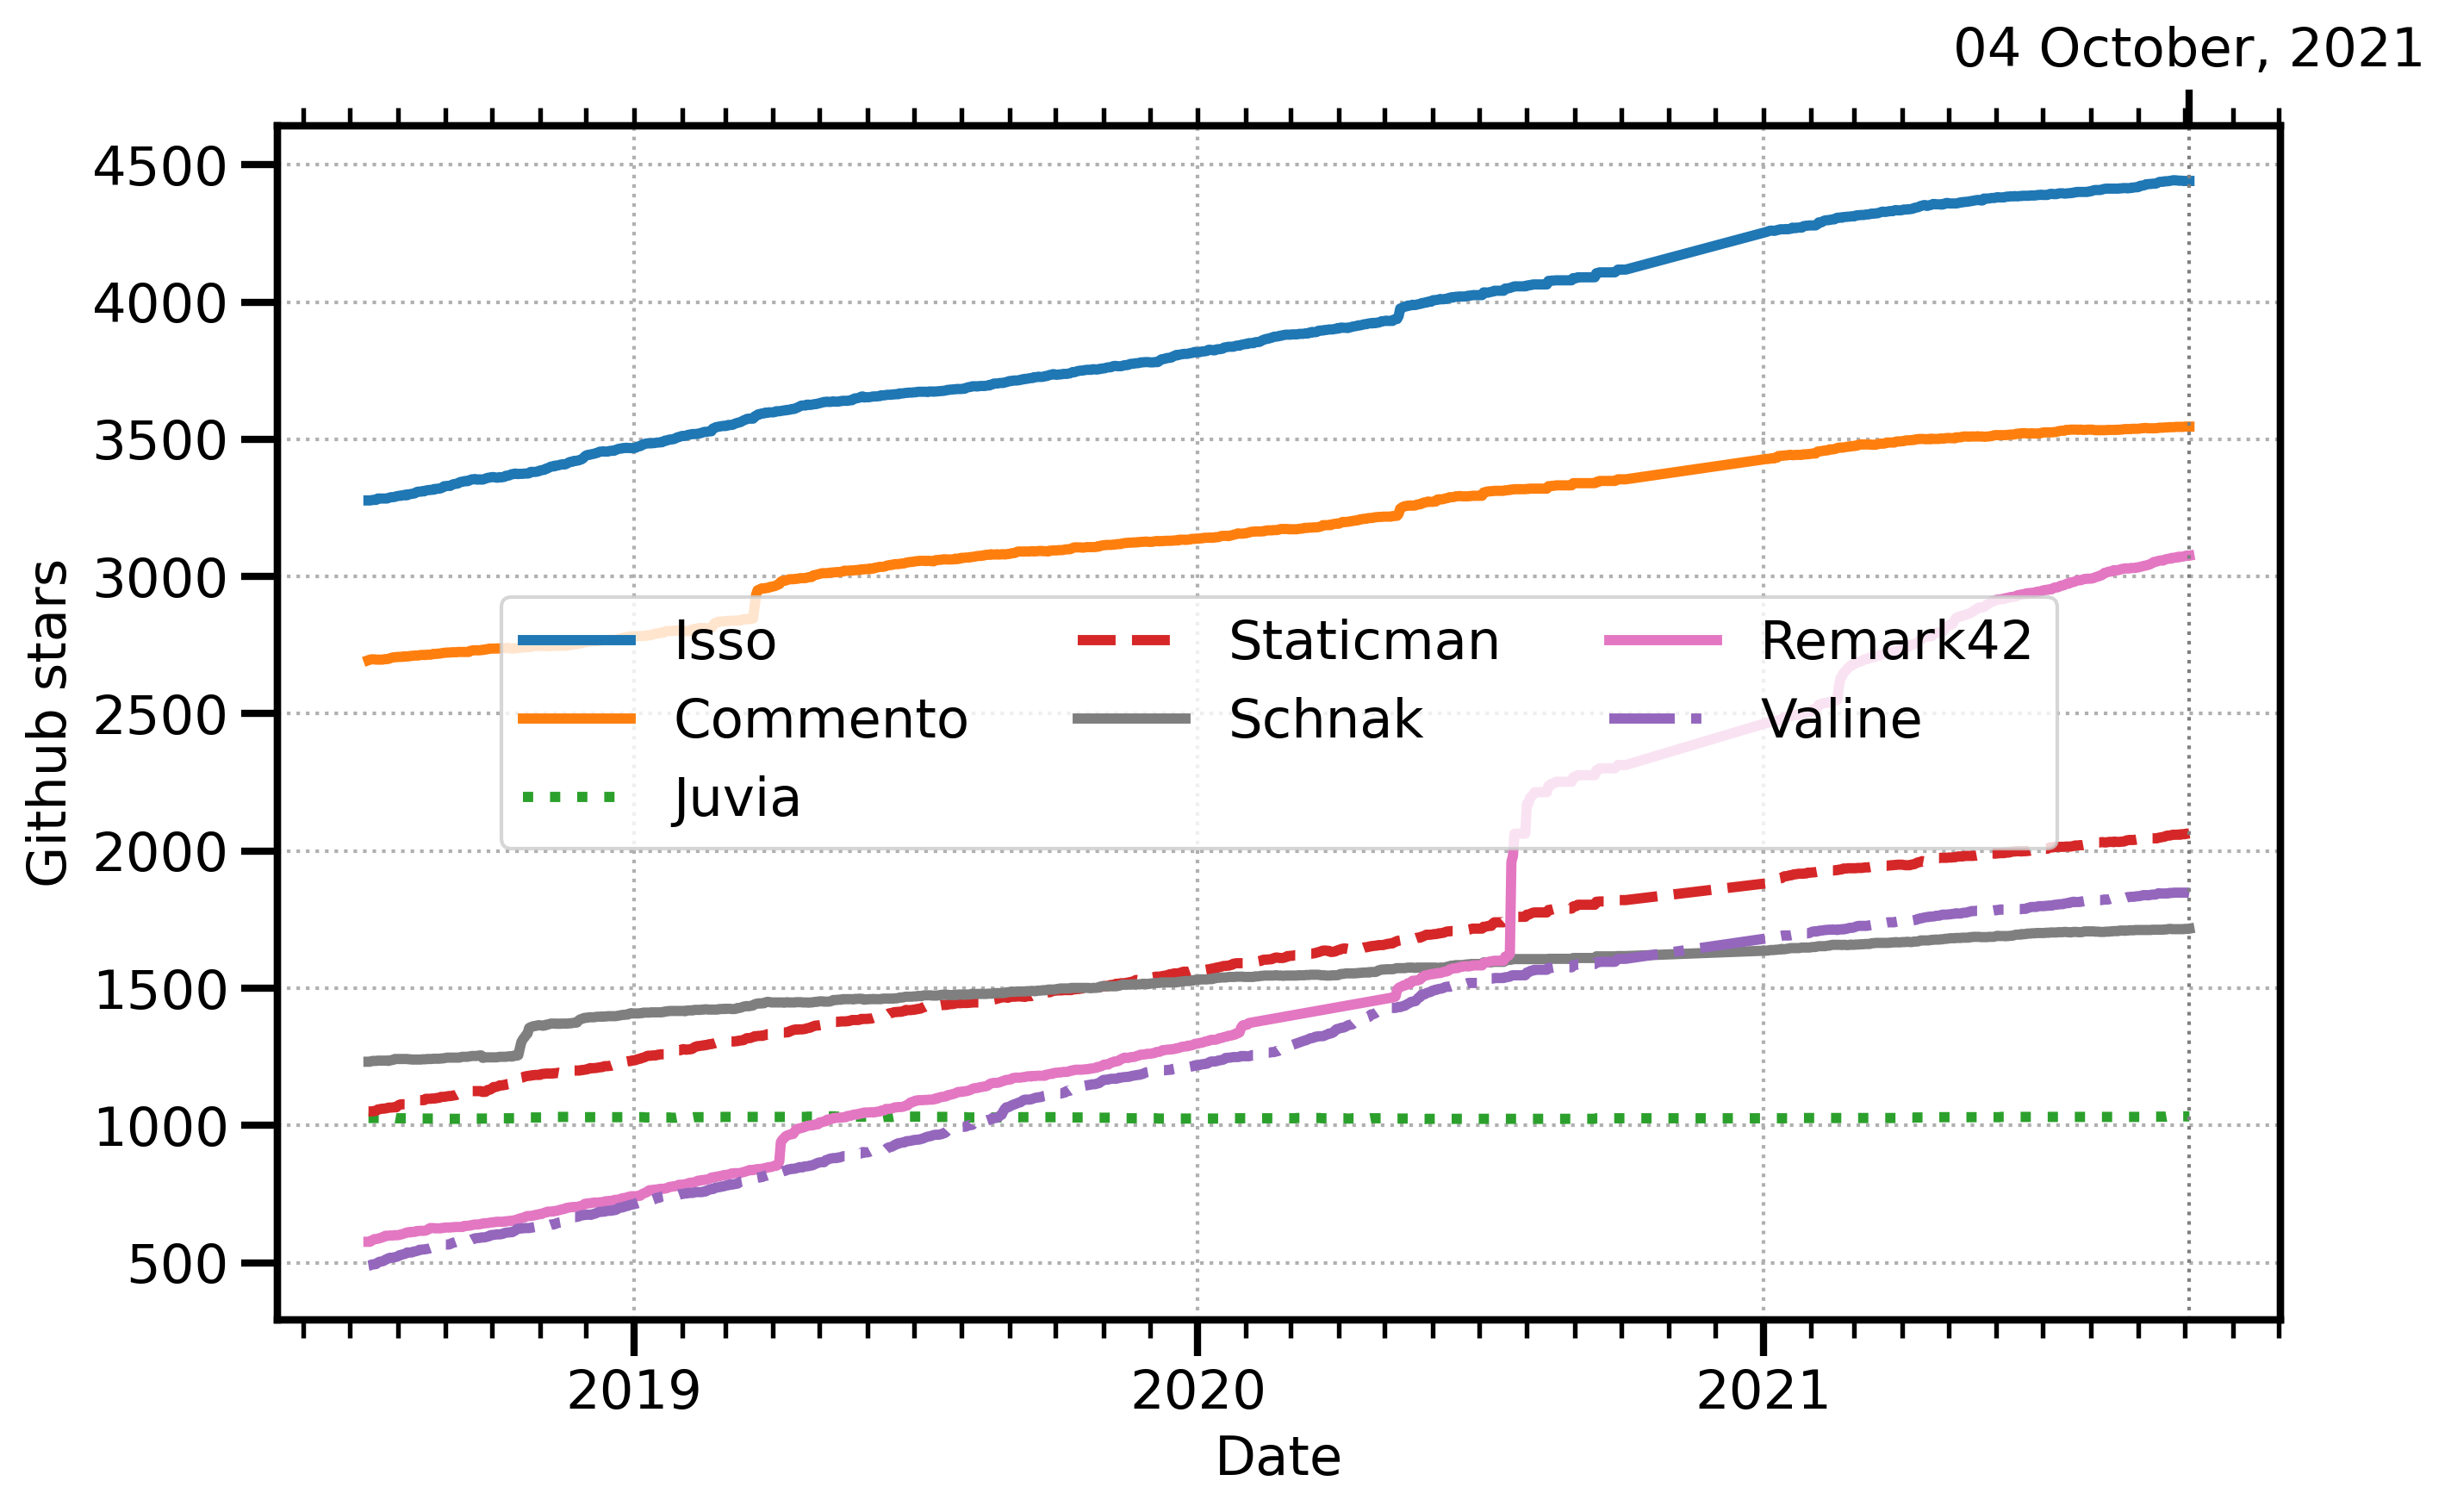 04 October, 2021
4500
4000
3500
3000
2500
2000
1500
1000
500
Github stars
Isso
Commento
Juvia
Staticman
Schnak
Remark42
Valine
2019
2020
2021
Date